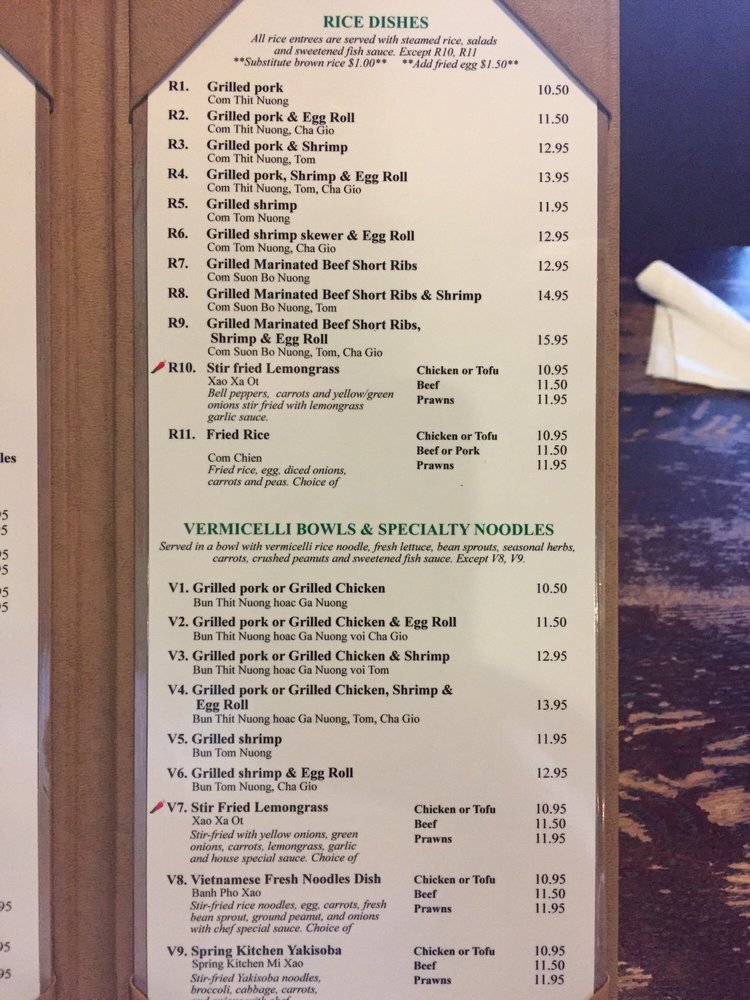 RICE DISHES
All rice entrees are served with steamed rice, salads
and sweetened fish sauce. Except R10, R11
**Substitute brown rice $1.00** **Add fried egg $1.50**
R1. Grilled pork 10.50
Com Thit Nuong
R2. Grilled pork & Egg Roll 11.50
Com Thit Nuong, Cha Gio
R3. Grilled pork & Shrimp 12.95
Com Thit Nuong, Tom
R4. Grilled pork, Shrimp & Egg Roll 13.95
Com Thit Nuong, Tom, Cha Gio
R5. Grilled shrimp 11.95
Com Tom Nuong
R6. Grilled shrimp skewer & Egg Roll 12.95
Com Tom Nuong, Cha Gio
R7. Grilled Marinated Beef Short Ribs 12.95
Com Suon Bo Nuong
R8. Grilled Marinated Beef Short Ribs & Shrimp 14.95
Com Suon Bo Nuong, Tom
R9. Grilled Marinated Beef Short Ribs,
Shrimp & Egg Roll 15.95
Com Suon Bo Nuong, Tom, Cha Gio
R10. Stir fried Lemongrass Chicken or Tofu 10.95
Xao Xa Ot Beef 11.50
Bell peppers, carrots and yellow/green Prawns 11.95
onions stir fried with lemongrass
garlic sauce.
R11. Fried Rice Chicken or Tofu 10.95
Beef or Pork 11.50
Com Chien Prawns 11.95
Fried rice, egg, diced onions,
carrots and peas. Choice of
VERMICELLI BOWLS & SPECIALTY NOODLES
Served in a bowl with vermicelli rice noodle, fresh lettuce, bean sprouts, seasonal herbs,
carrots, crushed peanuts and sweetened fish sauce. Except V8, V9.
V1. Grilled pork or Grilled Chicken 10.50
Bun Thit Nuong hoac Ga Nuong
V2. Grilled pork or Grilled Chicken & Egg Roll 11.50
Bun Thit Nuong hoac Ga Nuong voi Cha Gio
V3. Grilled pork or Grilled Chicken & Shrimp 12.95
Bun Thit Nuong hoac Ga Nuong voi Tom
V4. Grilled pork or Grilled Chicken, Shrimp &
Egg Roll 13.95
Bun Thit Nuong hoac Ga Nuong, Tom, Cha Gio
V5. Grilled shrimp 11.95
Bun Tom Nuong
V6. Grilled shrimp & Egg Roll 12.95
Bun Tom Nuong, Cha Gio
V7. Stir Fried Lemongrass Chicken or Tofu 10.95
Xao Xa Ot Beef 11.50
Stir-fried with yellow onions, green Prawns 11.95
onions, carrots, lemongrass, garlic
and house special sauce. Choice of
V8. Vietnamese Fresh Noodles Dish Chicken or Tofu 10.95
Banh Pho Xao Beef 11.50
Stir-fried rice noodles, egg, carrots, fresh Prawns 11.95
bean sprout, ground peanut, and onions
with chef special sauce. Choice of
V9. Spring Kitchen Yakisoba Chicken or Tofu 10.95
Spring Kitchen Mi Xao Beef 11.50
Stir-fried Yakisoba noodles, Prawns 11.95
broccoli, cabbage, carrots,